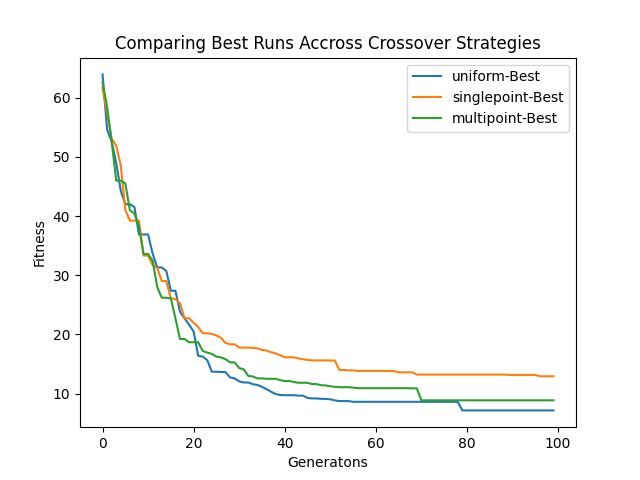 Comparing Best Runs Accross Crossover Strategies
uniform-Best
singlepoint-Best
multipoint-Best
60
50
40
30
20
10
Fitness
0
20
40
60
80
100
Generatons